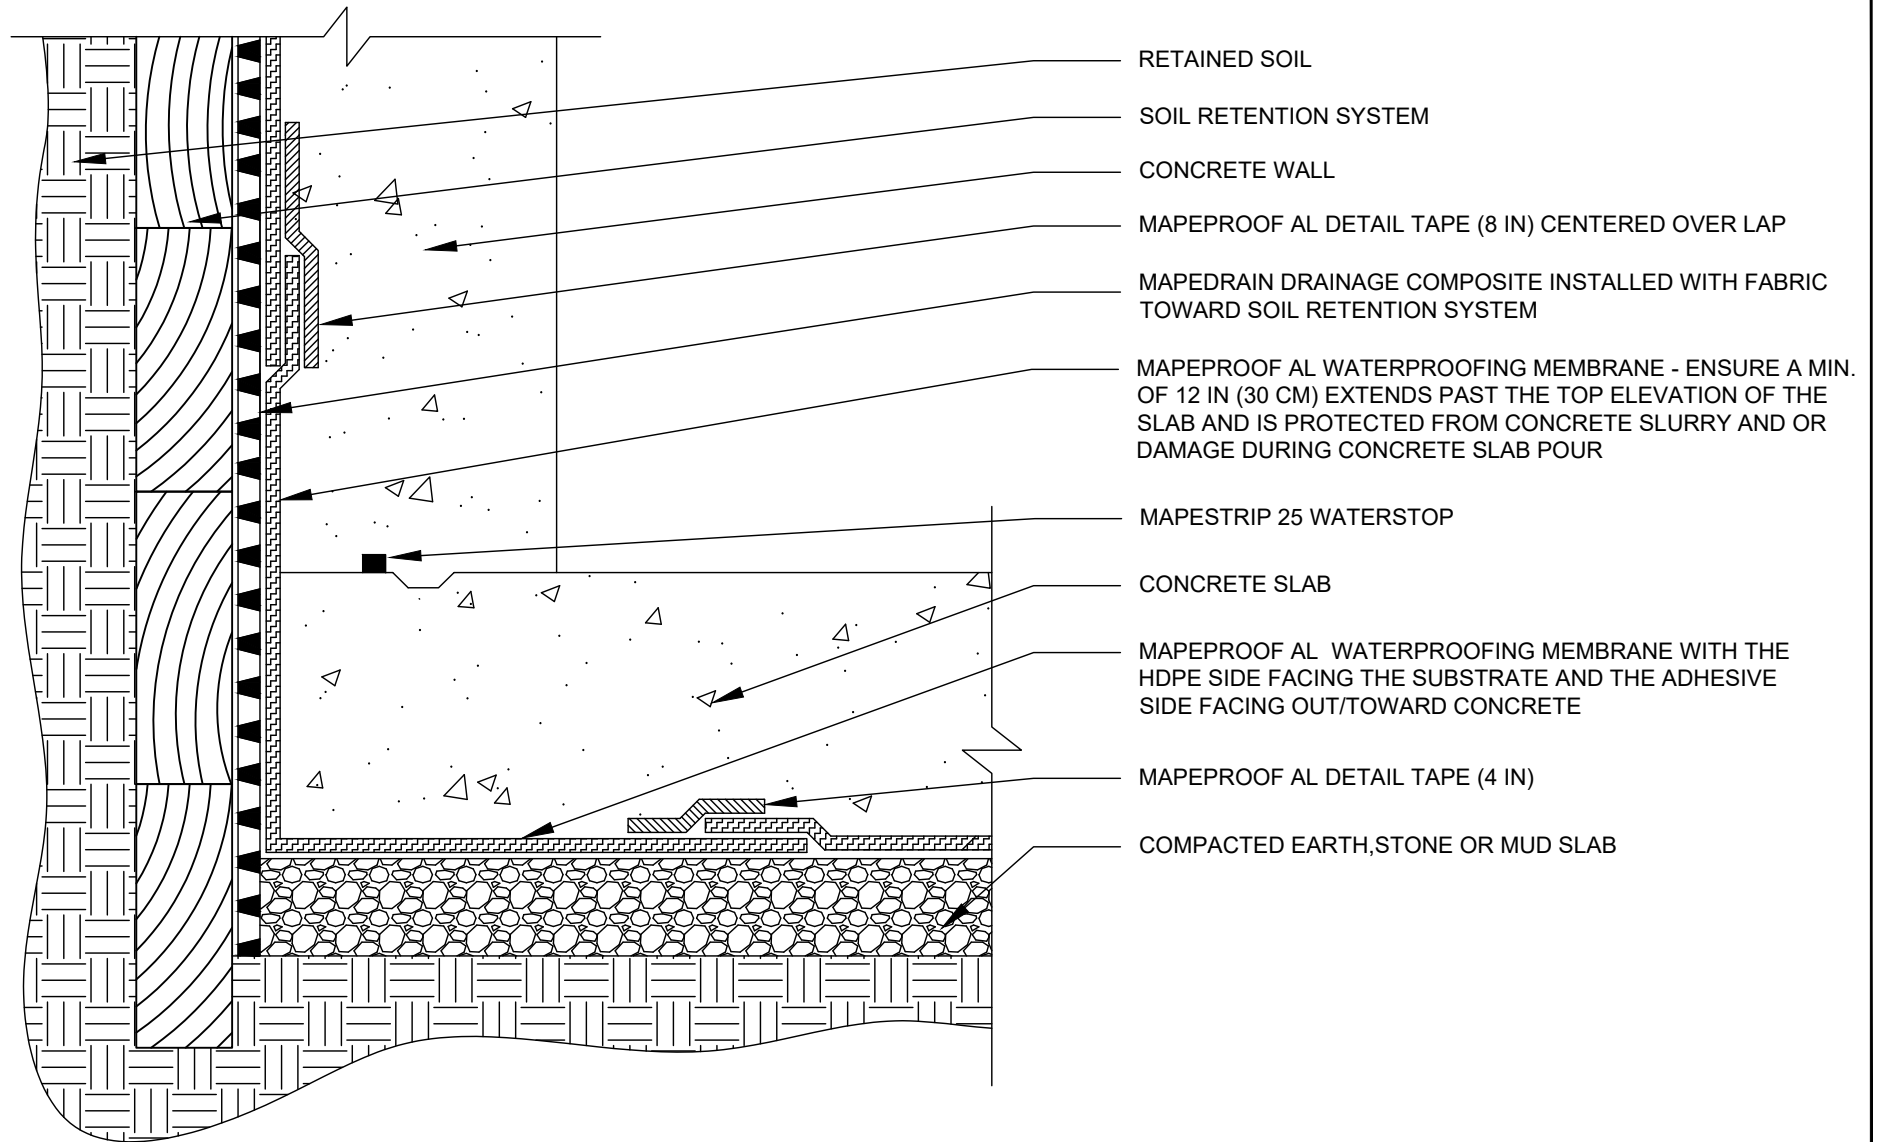 RETAINED SOIL
SOIL RETENTION SYSTEM
CONCRETE WALL
MAPEPROOF AL DETAIL TAPE (8 IN) CENTERED OVER LAP
MAPEDRAIN DRAINAGE COMPOSITE INSTALLED WITH FABRIC
TOWARD SOIL RETENTION SYSTEM
MAPEPROOF AL WATERPROOFING MEMBRANE - ENSURE A MIN.
OF 12 IN (30 CM) EXTENDS PAST THE TOP ELEVATION OF THE
SLAB AND IS PROTECTED FROM CONCRETE SLURRY AND OR
DAMAGE DURING CONCRETE SLAB POUR
MAPESTRIP 25 WATERSTOP
CONCRETE SLAB
MAPEPROOF AL WATERPROOFING MEMBRANE WITH THE
HDPE SIDE FACING THE SUBSTRATE AND THE ADHESIVE
SIDE FACING OUT/TOWARD CONCRETE
MAPEPROOF AL DETAIL TAPE (4 IN)
COMPACTED EARTH,STONE OR MUD SLAB